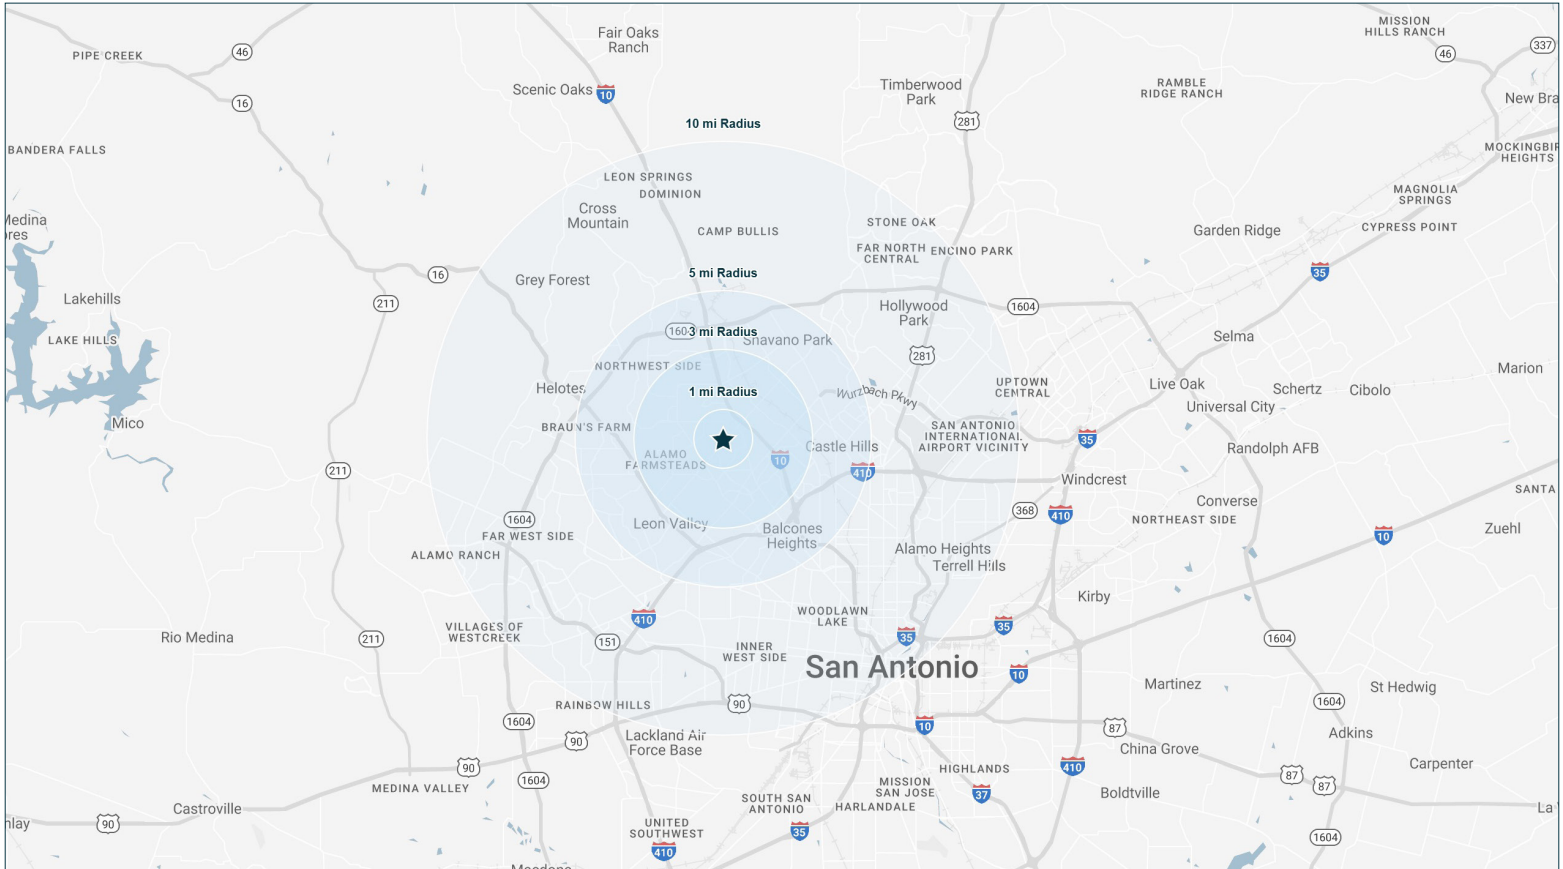 MISSION
HILLS RANCH
Fair Oaks
Ranch
337
46
PIPE CREEK
46
Timberwood
Park
RAMBLE
RIDGE RANCH
Scenic Oaks
10
New Bra
16
281
10 mi Radius
BANDERA FALLS
MOCKINGBIR
HEIGHTS
LEON SPRINGS
DOMINION
MAGNOLIA
SPRINGS
Cross
Mountain
Medina
ores
STONE OAK
CAMP BULLIS
Garden Ridge
CYPRESS POINT
FAR NORTH
CENTRAL
ENCINO PARK
5 mi Radius
16
35
Grey Forest
Lakehills
211
Hollywood
Park
1604
160
3 mi Radius
Shavano Park
LAKE HILLS
Selma
281
NORTHWEST SIDE
Marion
Helotes
1 mi Radius
Wurzbach Pkwy
UPTOWN
CENTRAL
Live Oak
Schertz
Cibolo
Universal City
Mico
BRAUN'S FARM
SAN ANTONIO
INTERNATIONAL
AIRPORT VICINITY
35
Castle Hills
Randolph AFB
ALAMO
FARMSTEADS
10
410
211
Windcrest
SANTA
Converse
368
410
NORTHEAST SIDE
1604
Leon Valley
Balcones
Heights
Zuehl
FAR WEST SIDE
10
ALAMO RANCH
Alamo Heights
Terrell Hills
Kirby
WOODLAWN
LAKE
410
35
VILLAGES OF
WESTCREEK
Rio Medina
211
151
35
1604
INNER
WEST SIDE
San Antonio
10
Martinez
St Hedwig
RAINBOW HILLS
90
1604
1604
10
87
Adkins
90
Lackland Air
Force Base
China Grove
90
410
Carpenter
HIGHLANDS
87
87
1604
MEDINA VALLEY
MISSION
SAN JOSE
37
Boldtville
SOUTH SAN
ANTONIO
HARLANDALE
Castroville
La
nlay
90
UNITED
SOUTHWEST
35
1604
410